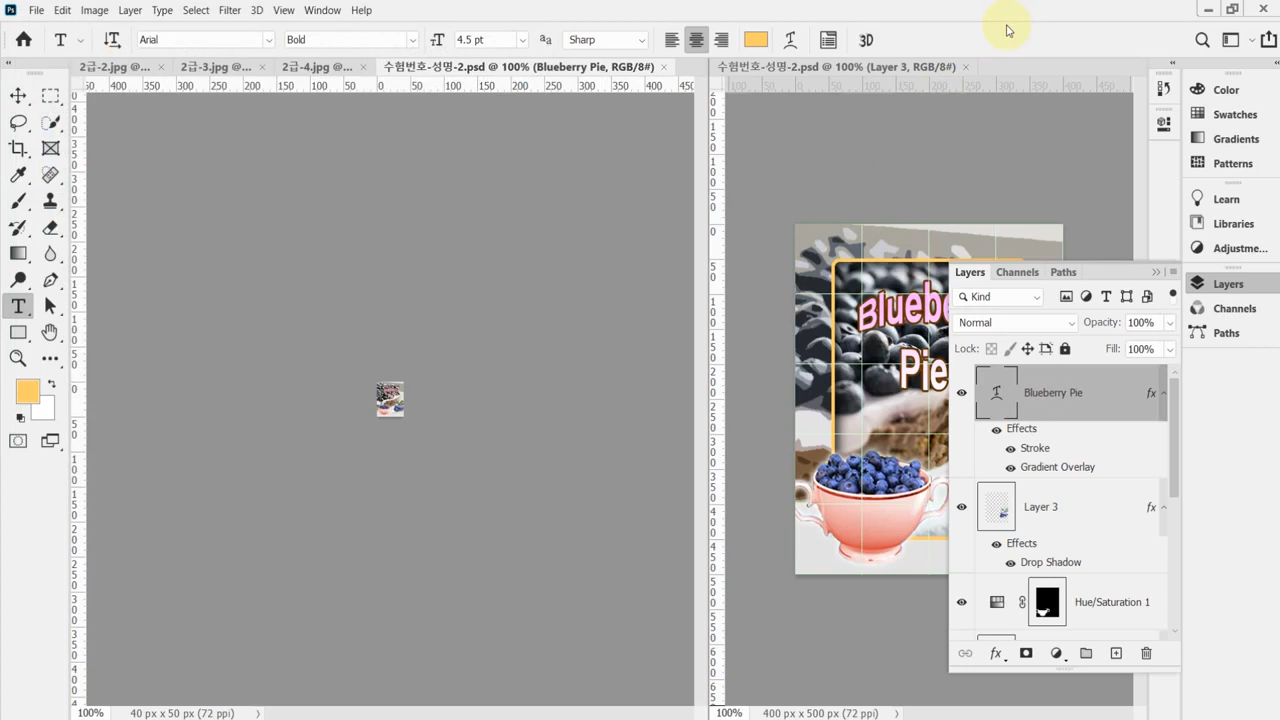 File Edit Image Layer Type Select Filter 3D View Window Help
Arial Bold 4.5 pt Sharp 3D
2급-2.jpg @... × 2급-3.jpg @... × 2급-4.jpg @... × 수험번호-성명-2.psd @ 100% (Blueberry Pie, RGB/8#) ×
수험번호-성명-2.psd @ 100% (Layer 3, RGB/8#) ×
Color
Swatches
Gradients
Patterns
Learn
Libraries
Adjustme...
Layers
Channels
Paths
Bluebe
Pie
Layers Channels Paths
Kind
Normal Opacity: 100%
Lock: Fill: 100%
Blueberry Pie fx
Effects
Stroke
Gradient Overlay
Layer 3 fx
Effects
Drop Shadow
Hue/Saturation 1
100% 40 px x 50 px (72 ppi)
100% 400 px x 500 px (72 ppi)